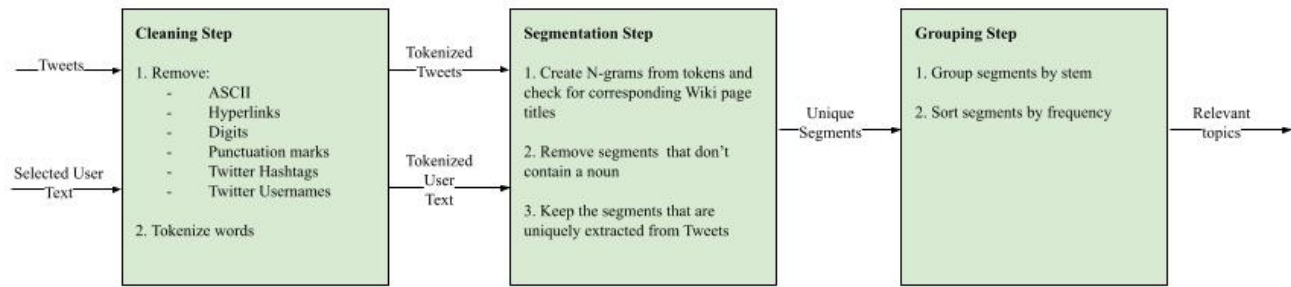 Tweets
Selected User
Text
Cleaning Step
1. Remove:
- ASCII
- Hyperlinks
- Digits
- Punctuation marks
- Twitter Hashtags
- Twitter Usernames
2. Tokenize words
Tokenized
Tweets
Tokenized
User
Text
Segmentation Step
1. Create N-grams from tokens and
check for corresponding Wiki page
titles
2. Remove segments that don't
contain a noun
3. Keep the segments that are
uniquely extracted from Tweets
Unique
Segments
Grouping Step
1. Group segments by stem
2. Sort segments by frequency
Relevant
topics